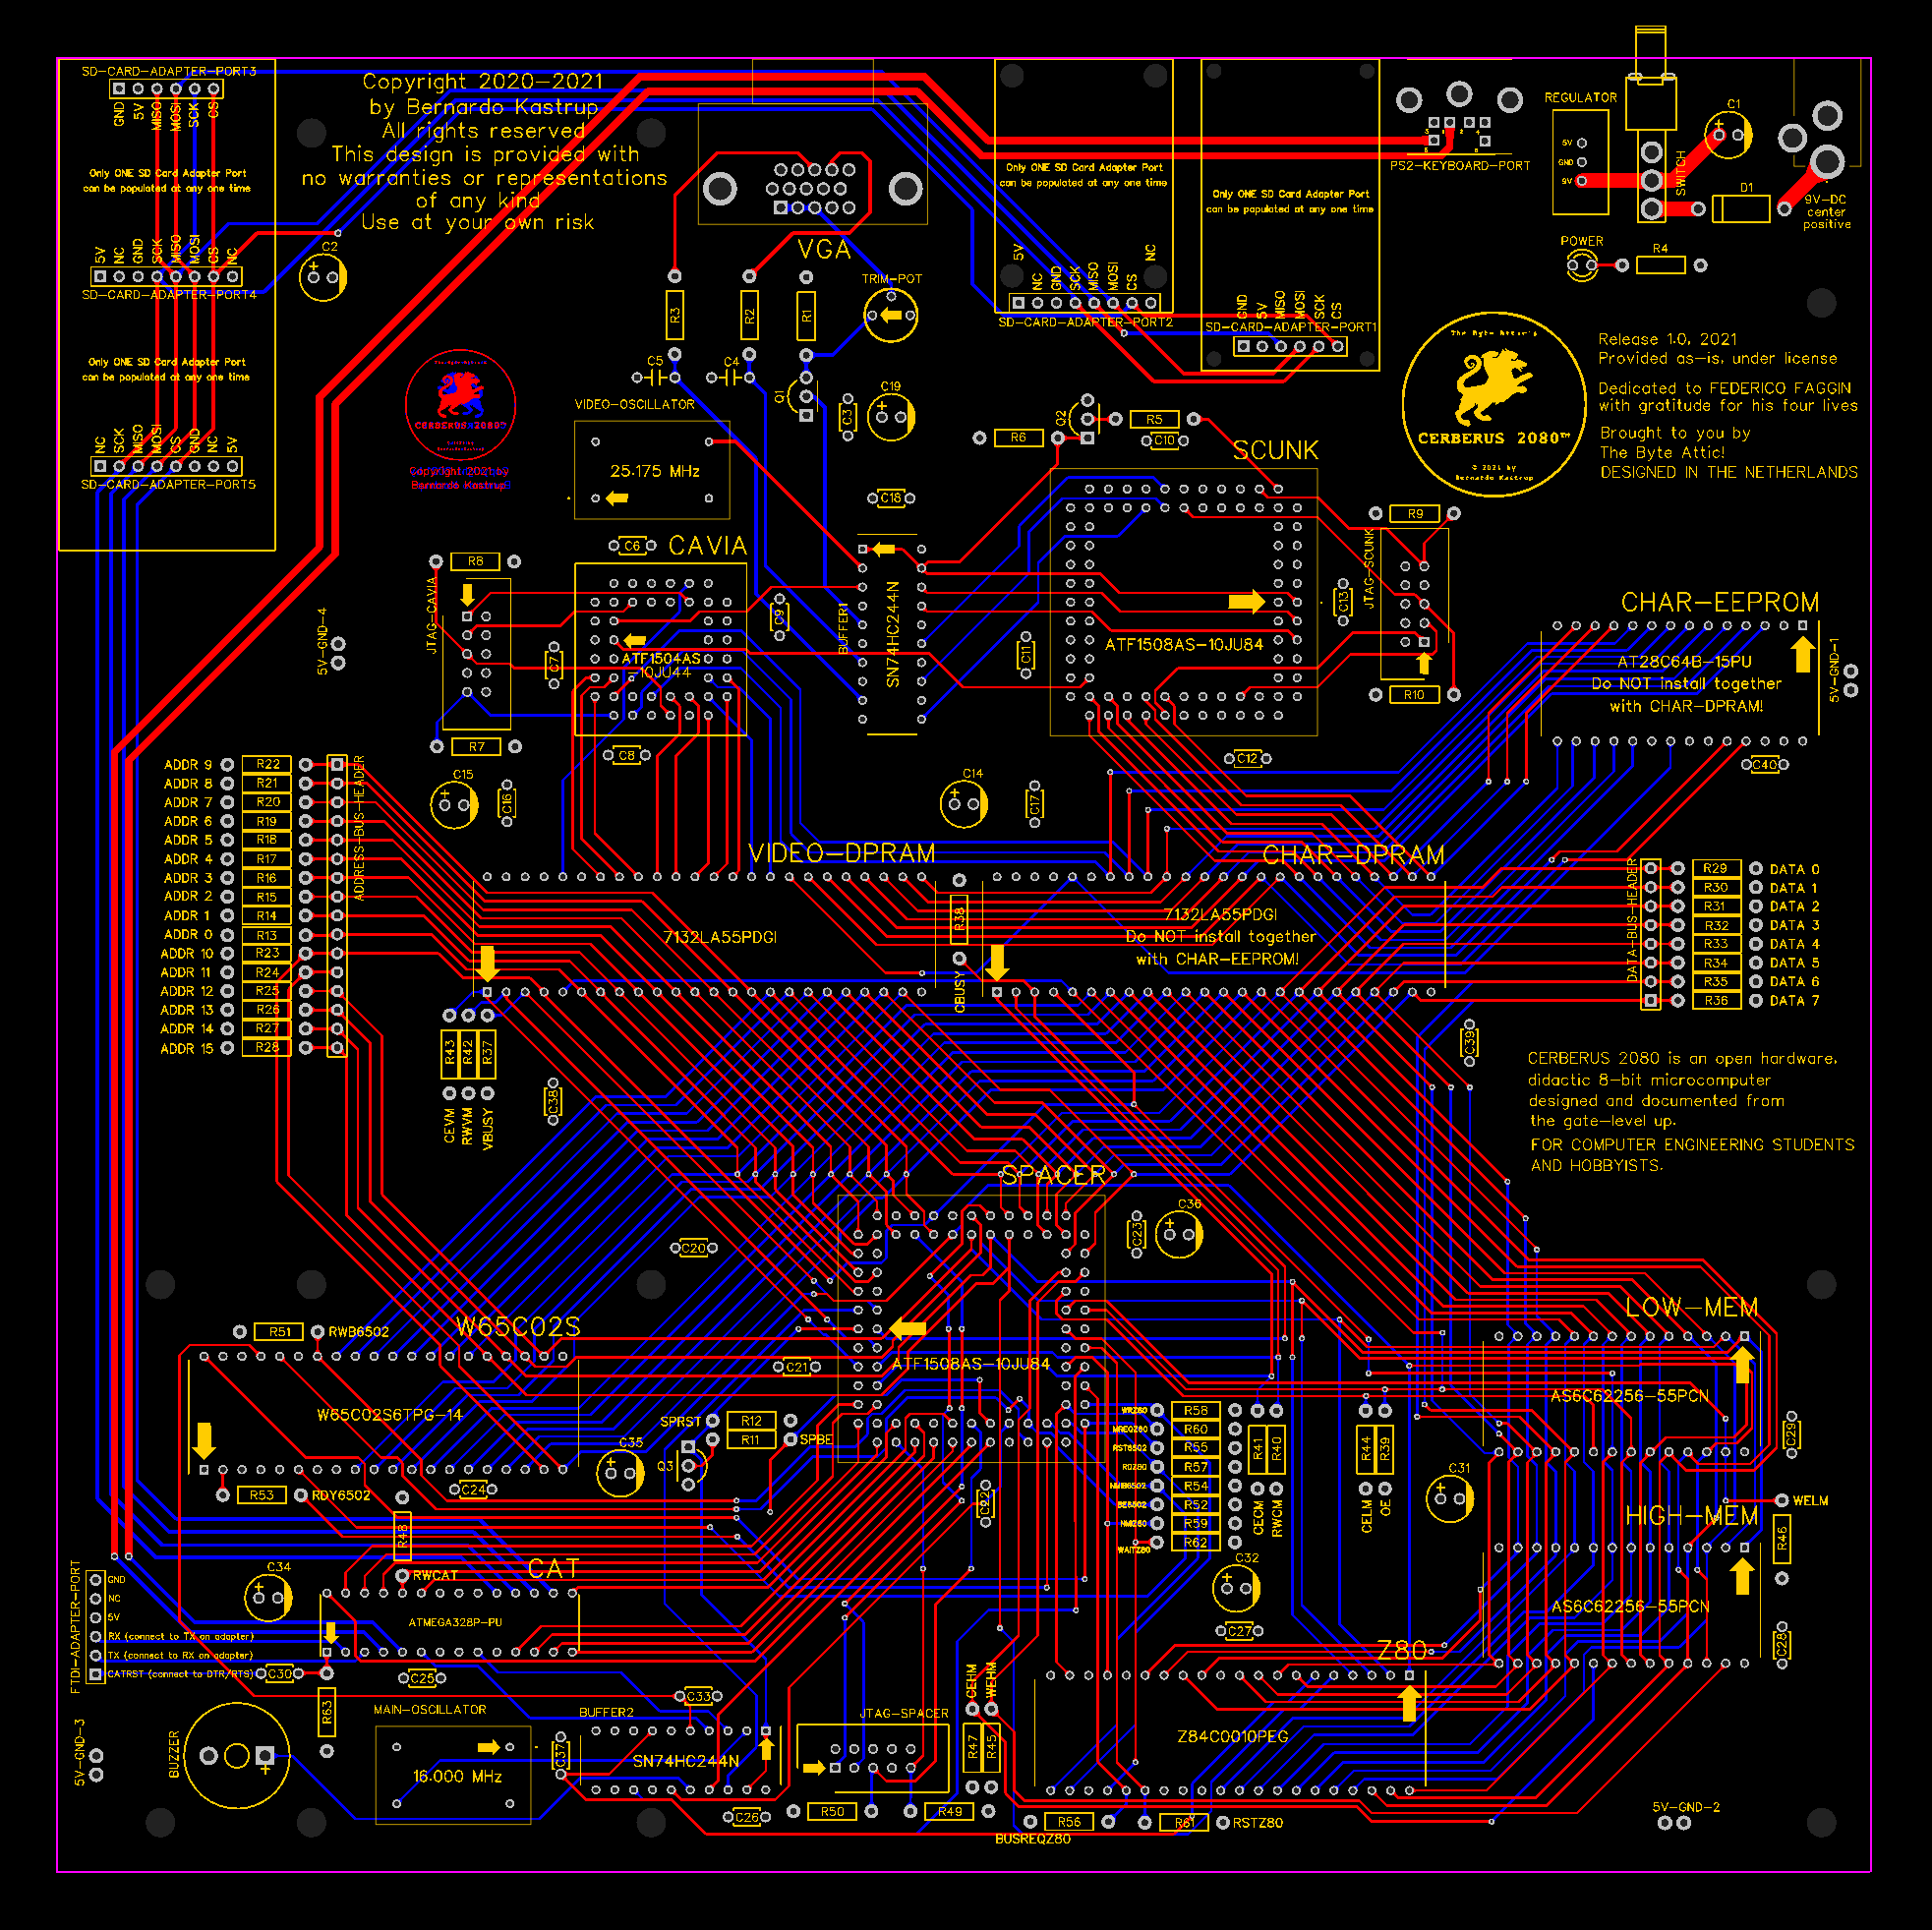 SD-CARD-ADAPTER-PORT3
GND
5V
MISO
MOSI
SCK
CS
Only ONE SD Card Adapter Port
can be populated at any one time
5V
NC
GND
SCK
MISO
MOSI
CS
NC
SD-CARD-ADAPTER-PORT4
Only ONE SD Card Adapter Port
can be populated at any one time
NC
SCK
MISO
MOSI
CS
GND
NC
5V
SD-CARD-ADAPTER-PORT5
Copyright 2020-2021
by Bernardo Kastrup
All rights reserved
This design is provided with
no warranties or representations
of any kind
Use at your own risk
C2
VGA
TRIM-POT
R3
R2
R1
C5
C4
Q1
C3
C19
VIDEO-OSCILLATOR
25.175 MHz
C18
The Byte Attic's
CERBERUS 2080™
Copyright 2021 by
Bernardo Kastrup
Only ONE SD Card Adapter Port
can be populated at any one time
5V
NC
GND
SCK
MISO
MOSI
CS
NC
SD-CARD-ADAPTER-PORT2
Only ONE SD Card Adapter Port
can be populated at any one time
GND
5V
MISO
MOSI
SCK
CS
SD-CARD-ADAPTER-PORT1
PS2-KEYBOARD-PORT
REGULATOR
5V
GND
9V
SWITCH
C1
D1
9V-DC
center
positive
POWER
R4
The Byte Attic's
CERBERUS 2080™
© 2021 by
Bernardo Kastrup
Release 1.0, 2021
Provided as-is, under license
Dedicated to FEDERICO FAGGIN
with gratitude for his four lives
Brought to you by
The Byte Attic!
DESIGNED IN THE NETHERLANDS
R6
Q2
R5
C10
SCUNK
ATF1508AS-10JU84
C11
C12
C13
R9
JTAG-SCUNK
R10
R8
JTAG-CAVIA
R7
C6
CAVIA
ATF1504AS
-10JU44
C7
C8
C9
BUFFER1
SN74HC244N
5V-GND-4
CHAR-EEPROM
AT28C64B-15PU
Do NOT install together
with CHAR-DPRAM!
5V-GND-1
C40
ADDR 9 R22
ADDR 8 R21
ADDR 7 R20
ADDR 6 R19
ADDR 5 R18
ADDR 4 R17
ADDR 3 R16
ADDR 2 R15
ADDR 1 R14
ADDR 0 R13
ADDR 10 R23
ADDR 11 R24
ADDR 12 R25
ADDR 13 R26
ADDR 14 R27
ADDR 15 R28
ADDRESS-BUS-HEADER
C15
C16
C14
C17
VIDEO-DPRAM
7132LA55PDGI
R38
CBUSY
CHAR-DPRAM
7132LA55PDGI
Do NOT install together
with CHAR-EEPROM!
DATA-BUS-HEADER
R29 DATA 0
R30 DATA 1
R31 DATA 2
R32 DATA 3
R33 DATA 4
R34 DATA 5
R35 DATA 6
R36 DATA 7
R43
R42
R37
CEVM
RWVM
VBUSY
C38
C39
CERBERUS 2080 is an open hardware,
didactic 8-bit microcomputer
designed and documented from
the gate-level up.
FOR COMPUTER ENGINEERING STUDENTS
AND HOBBYISTS.
SPACER
ATF1508AS-10JU84
C20
C21
C23
C36
C22
R51
RWB6502
W65C02S
W65C02S6TPG-14
R53
RDY6502
C24
C35
SPRST
R12
R11
SPBE
Q3
WRZ80 R58
MREQZ80 R60
RST6502 R55
RDZ80 R57
NMI6502 R54
BE6502 R52
NMIZ80 R59
WAITZ80 R62
R41
R40
CECM
RWCM
R44
R39
CELM
OE
C31
LOW-MEM
AS6C62256-55PCN
C29
WELM
R46
HIGH-MEM
AS6C62256-55PCN
C28
R48
RWCAT
CAT
ATMEGA328P-PU
C34
FTDI-ADAPTER-PORT
GND
NC
5V
RX (connect to TX on adapter)
TX (connect to RX on adapter)
CATRST (connect to DTR/RTS)
C30
C25
R63
C33
5V-GND-3
BUZZER
MAIN-OSCILLATOR
16.000 MHz
BUFFER2
C37
SN74HC244N
C26
JTAG-SPACER
R50
R49
CEHM
WEHM
R47
R45
C32
C27
Z80
Z84C0010PEG
R56
BUSREQZ80
R61
RSTZ80
5V-GND-2